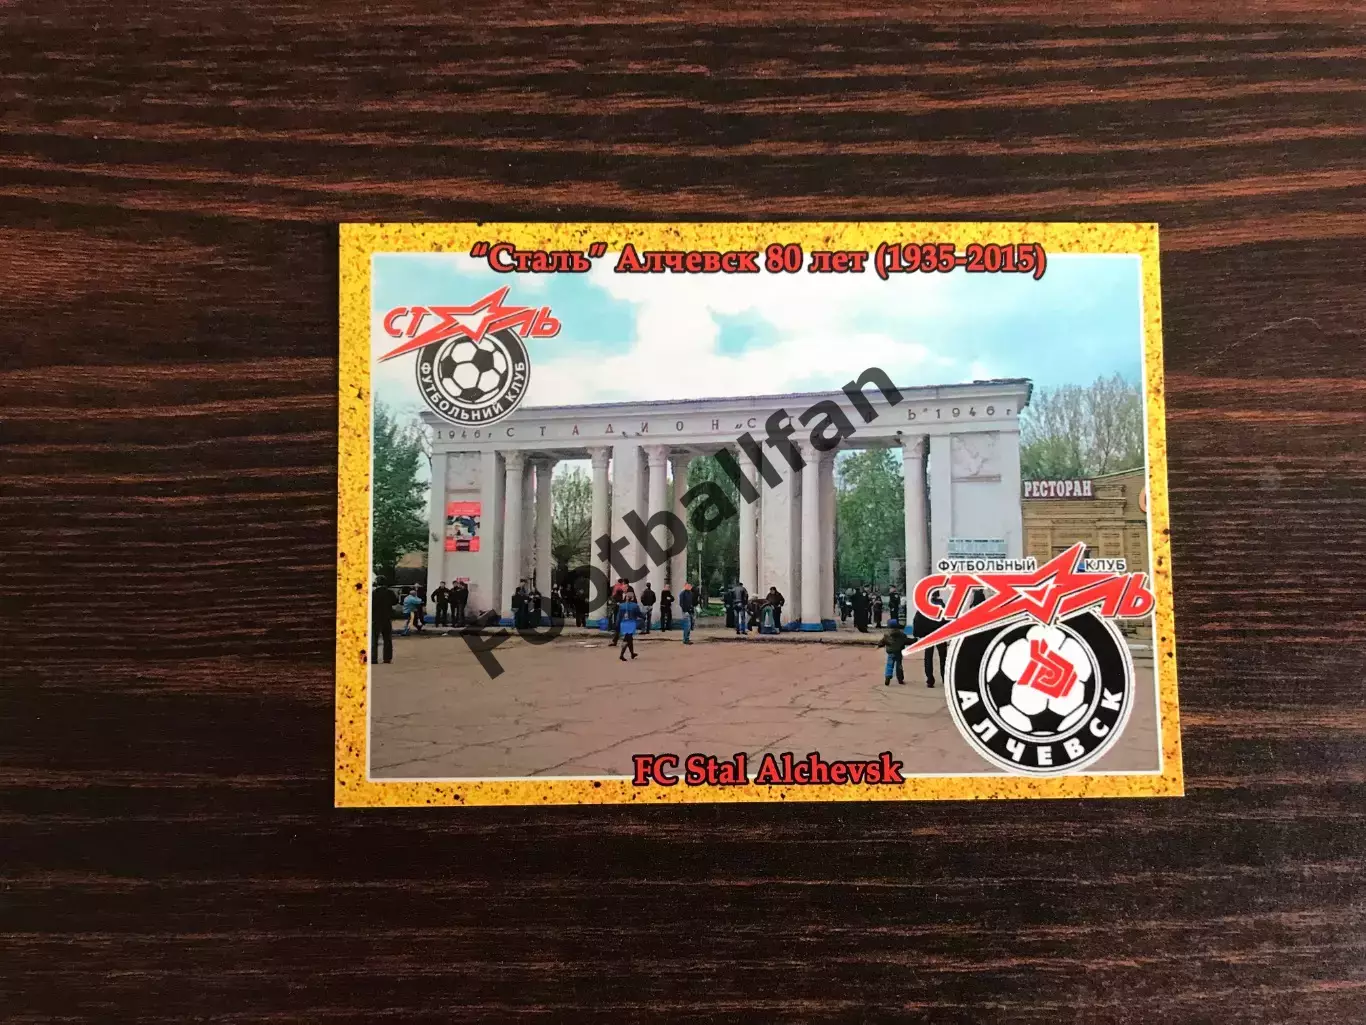 “Сталь” Алчевск 80 лет (1935-2015)
СТАЛЬ
ФУТБОЛЬНИЙ КЛУБ
1946 г СТАДИОН „С Ь“ 1946 г
РЕСТОРАН
Footballfan
ФУТБОЛЬНЫЙ КЛУБ
СТАЛЬ
АЛЧЕВСК
FC Stal Alchevsk